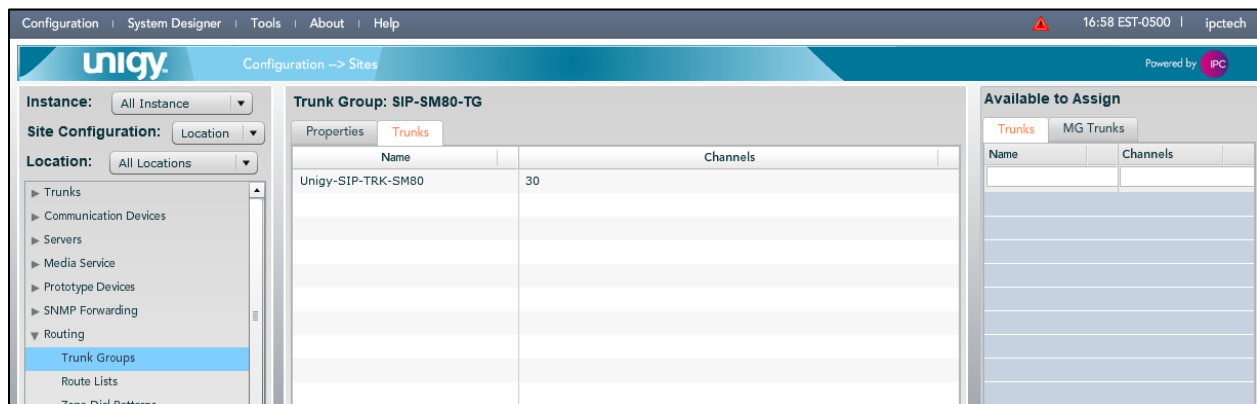 Configuration | System Designer | Tools | About | Help
16:58 EST-0500 | ipctech
unigy
Configuration --> Sites
Powered by IPC
Instance: All Instance
Site Configuration: Location
Location: All Locations
Trunks
Communication Devices
Servers
Media Service
Prototype Devices
SNMP Forwarding
Routing
Trunk Groups
Route Lists
Trunk Group: SIP-SM80-TG
Properties Trunks
Name Channels
Unigy-SIP-TRK-SM80 30
Available to Assign
Trunks MG Trunks
Name Channels